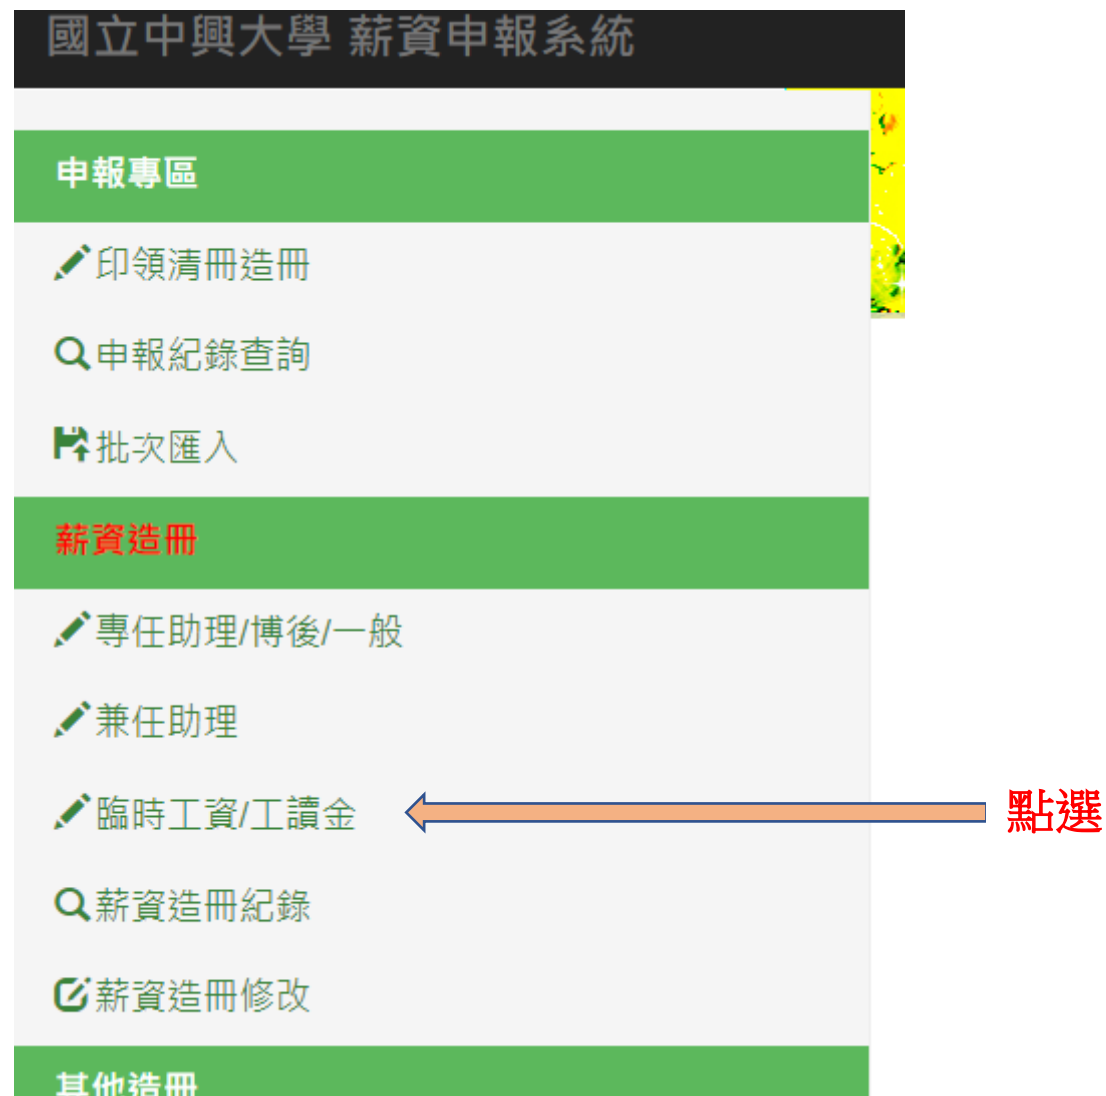 國立中興大學 薪資申報系統
申報專區
印領清冊造冊
申報紀錄查詢
批次匯入
薪資造冊
專任助理/博後/一般
兼任助理
臨時工資/工讀金
點選
薪資造冊紀錄
薪資造冊修改
其他造冊